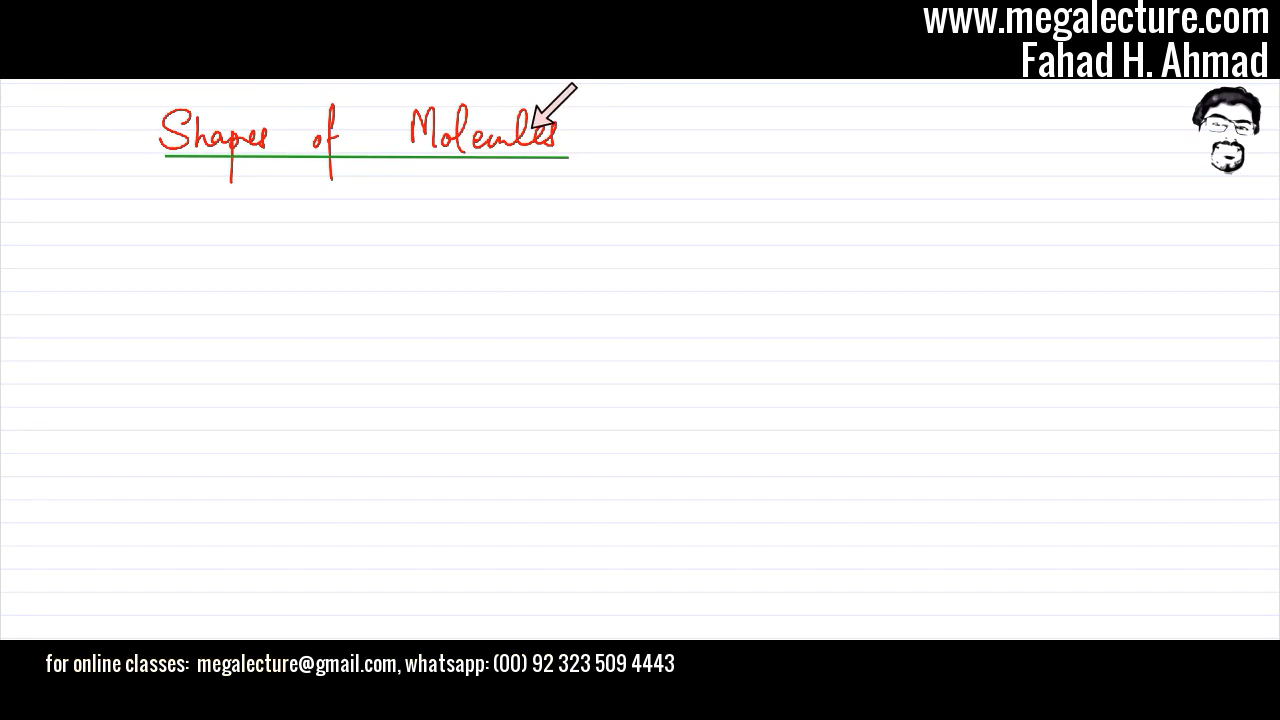 www.megalecture.com
Fahad H. Ahmad
Shapes of Molecules
for online classes: megalecture@gmail.com, whatsapp: (00) 92 323 509 4443